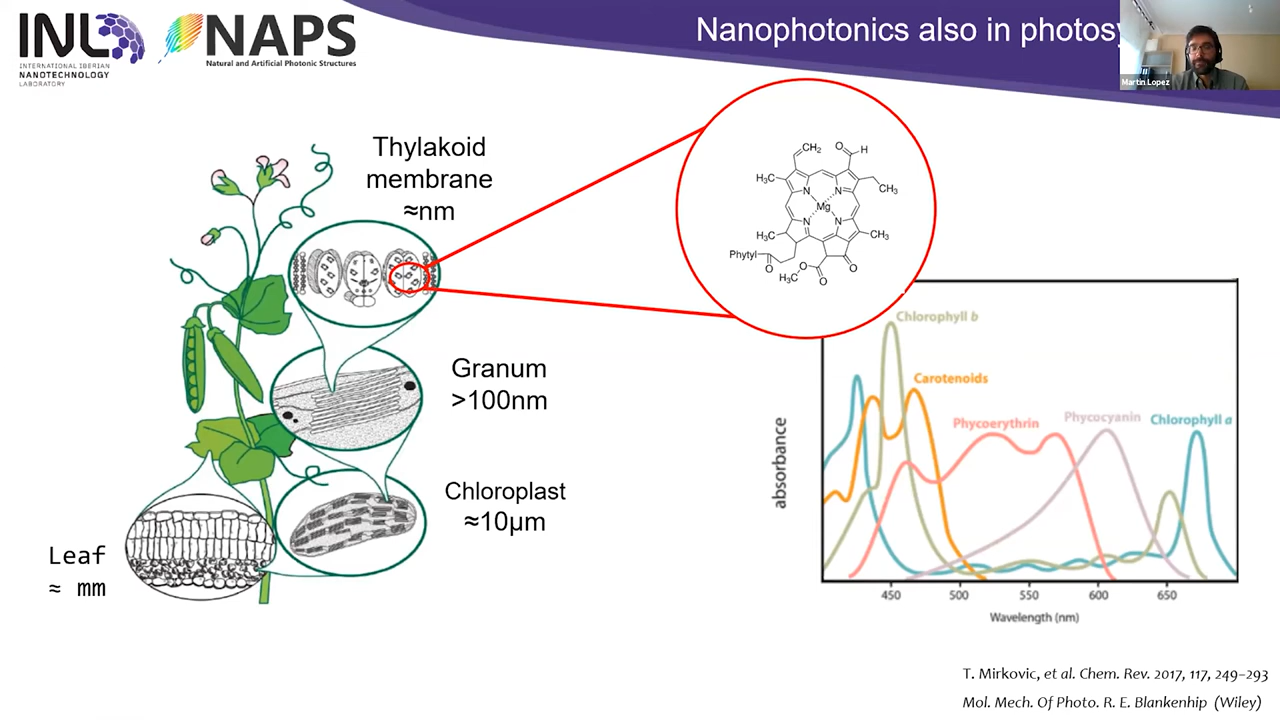 INL
INTERNATIONAL IBERIAN
NANOTECHNOLOGY
LABORATORY
NAPS
Natural and Artificial Photonic Structures
Nanophotonics also in photosy
Martin Lopez
Thylakoid
membrane
≈nm
CH₂
O
H
H₃C
CH₃
N
N
Mg
N
N
H₃C
CH₃
Phytyl
O
O
O
H₃C
O
Granum
>100nm
Chloroplast
≈10µm
Leaf
≈ mm
Chlorophyll b
Carotenoids
Phycoerythrin
Phycocyanin
Chlorophyll a
absorbance
450
500
550
600
650
Wavelength (nm)
T. Mirkovic, et al. Chem. Rev. 2017, 117, 249–293
Mol. Mech. Of Photo. R. E. Blankenhip (Wiley)